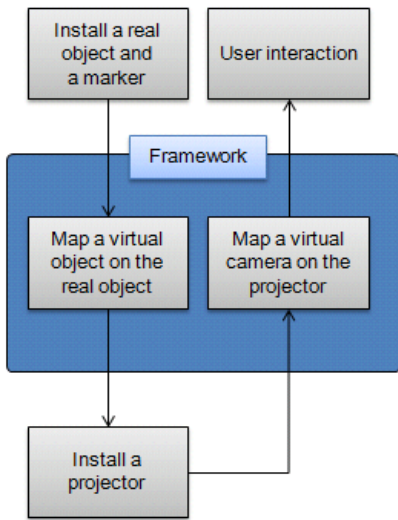 Install a real
object and
a marker
User interaction
Framework
Map a virtual
object on the
real object
Map a virtual
camera on the
projector
Install a
projector